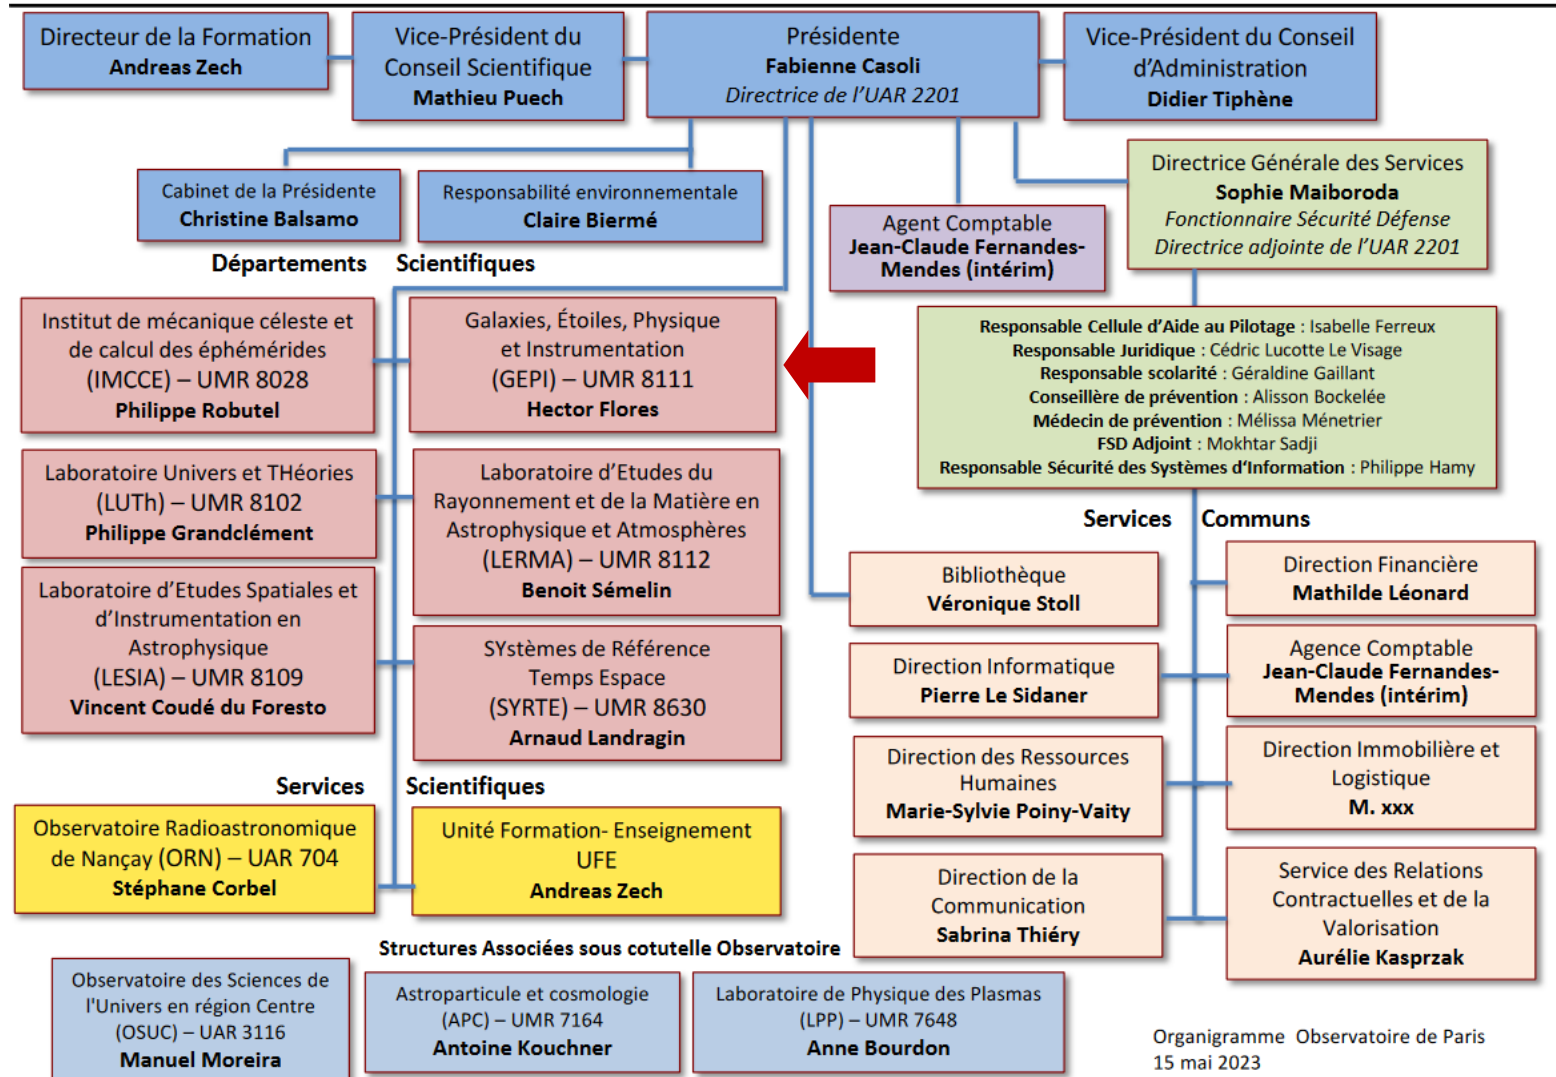 Directeur de la Formation
Andreas Zech
Vice-Président du
Conseil Scientifique
Mathieu Puech
Présidente
Fabienne Casoli
Directrice de l'UAR 2201
Vice-Président du Conseil
d'Administration
Didier Tiphène
Cabinet de la Présidente
Christine Balsamo
Responsabilité environnementale
Claire Biermé
Agent Comptable
Jean-Claude Fernandes-
Mendes (intérim)
Directrice Générale des Services
Sophie Maiboroda
Fonctionnaire Sécurité Défense
Directrice adjointe de l'UAR 2201
Départements Scientifiques
Institut de mécanique céleste et
de calcul des éphémérides
(IMCCE) – UMR 8028
Philippe Robutel
Galaxies, Étoiles, Physique
et Instrumentation
(GEPI) – UMR 8111
Hector Flores
Laboratoire Univers et THéories
(LUTh) – UMR 8102
Philippe Grandclément
Laboratoire d'Etudes du
Rayonnement et de la Matière en
Astrophysique et Atmosphères
(LERMA) – UMR 8112
Benoit Sémelin
Laboratoire d'Etudes Spatiales et
d'Instrumentation en
Astrophysique
(LESIA) – UMR 8109
Vincent Coudé du Foresto
SYstèmes de Référence
Temps Espace
(SYRTE) – UMR 8630
Arnaud Landragin
Responsable Cellule d'Aide au Pilotage : Isabelle Ferreux
Responsable Juridique : Cédric Lucotte Le Visage
Responsable scolarité : Géraldine Gaillant
Conseillère de prévention : Alisson Bockelée
Médecin de prévention : Mélissa Ménetrier
FSD Adjoint : Mokhtar Sadji
Responsable Sécurité des Systèmes d'Information : Philippe Hamy
Services Communs
Bibliothèque
Véronique Stoll
Direction Financière
Mathilde Léonard
Direction Informatique
Pierre Le Sidaner
Agence Comptable
Jean-Claude Fernandes-
Mendes (intérim)
Direction des Ressources
Humaines
Marie-Sylvie Poiny-Vaity
Direction Immobilière et
Logistique
M. xxx
Direction de la
Communication
Sabrina Thiéry
Service des Relations
Contractuelles et de la
Valorisation
Aurélie Kasprzak
Services Scientifiques
Observatoire Radioastronomique
de Nançay (ORN) – UAR 704
Stéphane Corbel
Unité Formation- Enseignement
UFE
Andreas Zech
Structures Associées sous cotutelle Observatoire
Observatoire des Sciences de
l'Univers en région Centre
(OSUC) – UAR 3116
Manuel Moreira
Astroparticule et cosmologie
(APC) – UMR 7164
Antoine Kouchner
Laboratoire de Physique des Plasmas
(LPP) – UMR 7648
Anne Bourdon
Organigramme Observatoire de Paris
15 mai 2023